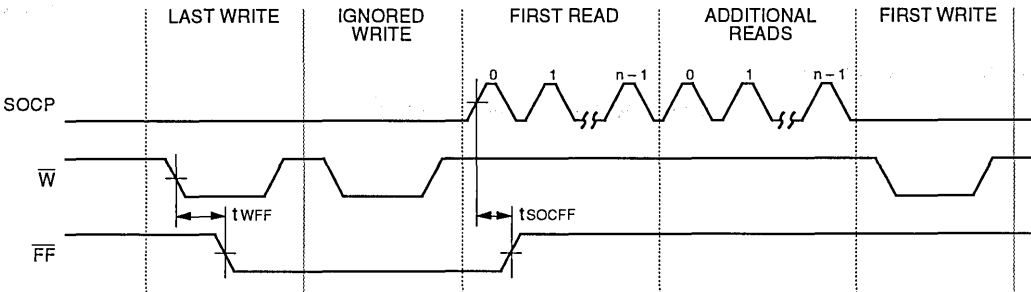 LAST WRITE IGNORED FIRST READ ADDITIONAL FIRST WRITE
WRITE READS
0 1 n – 1 0 1 n – 1
SOCP
W
tWFF tSOCFF
FF